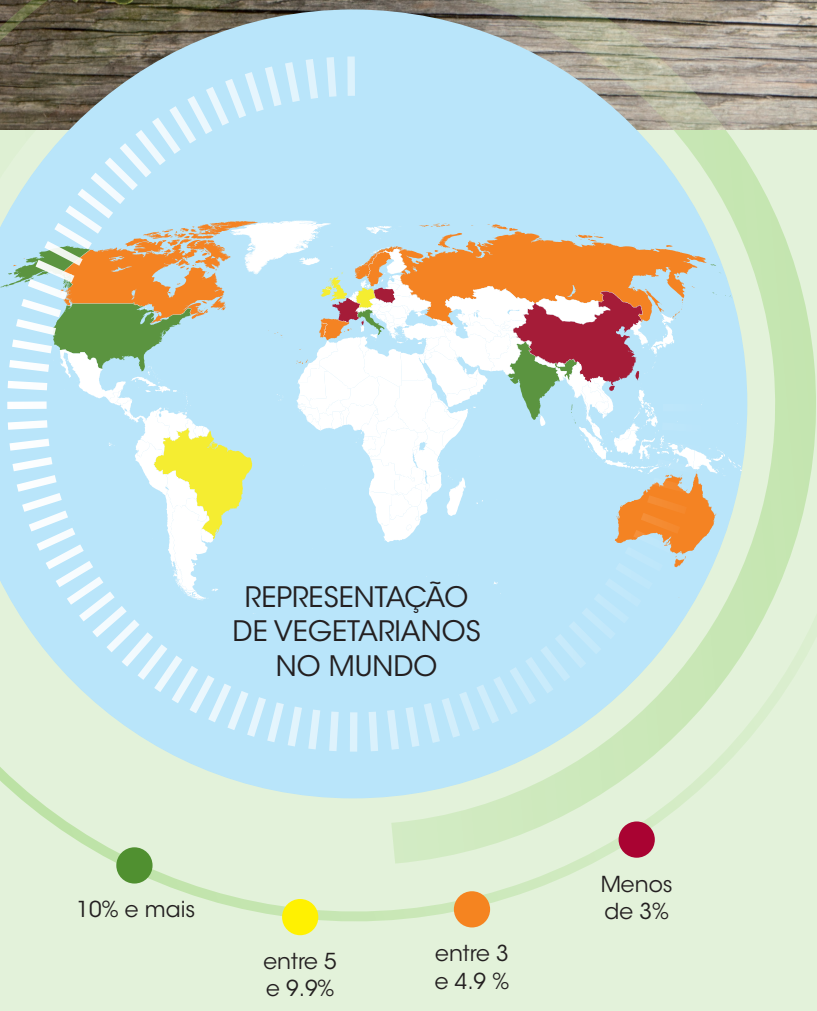 REPRESENTAÇÃO
DE VEGETARIANOS
NO MUNDO
10% e mais
entre 5
e 9.9%
entre 3
e 4.9 %
Menos
de 3%